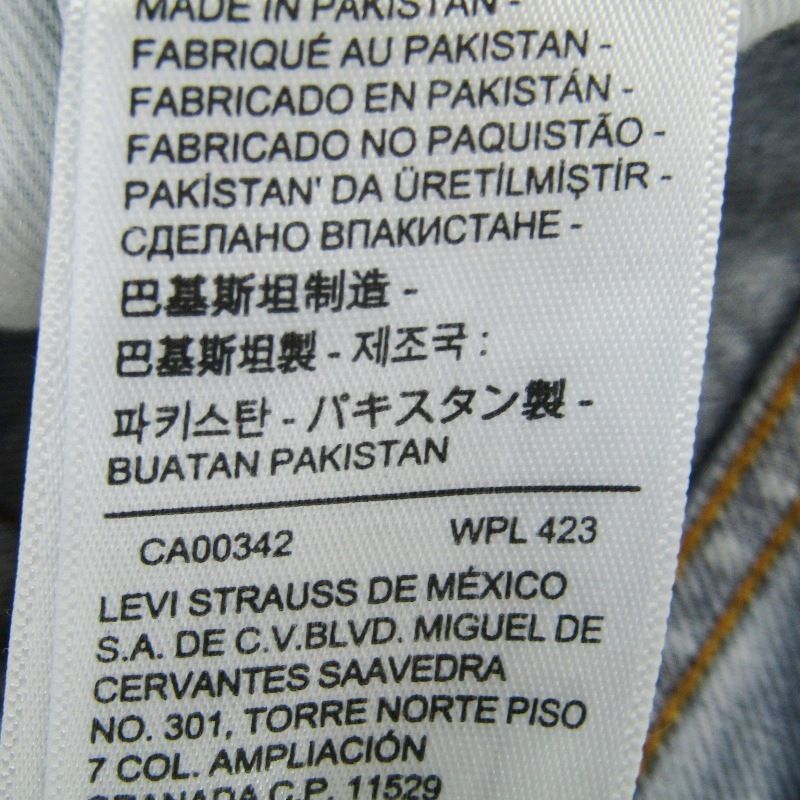 MADE IN PAKISTAN -
FABRIQUÉ AU PAKISTAN -
FABRICADO EN PAKISTÁN -
FABRICADO NO PAQUISTÃO -
PAKİSTAN' DA ÜRETİLMİŞTİR -
СДЕЛАНО ВПАКИСТАНЕ -
巴基斯坦制造 -
巴基斯坦製 - 제조국 :
파키스탄 - パキスタン製 -
BUATAN PAKISTAN
CA00342 WPL 423
LEVI STRAUSS DE MÉXICO
S.A. DE C.V.BLVD. MIGUEL DE
CERVANTES SAAVEDRA
NO. 301, TORRE NORTE PISO
7 COL. AMPLIACIÓN
GRANADA C.P. 11529